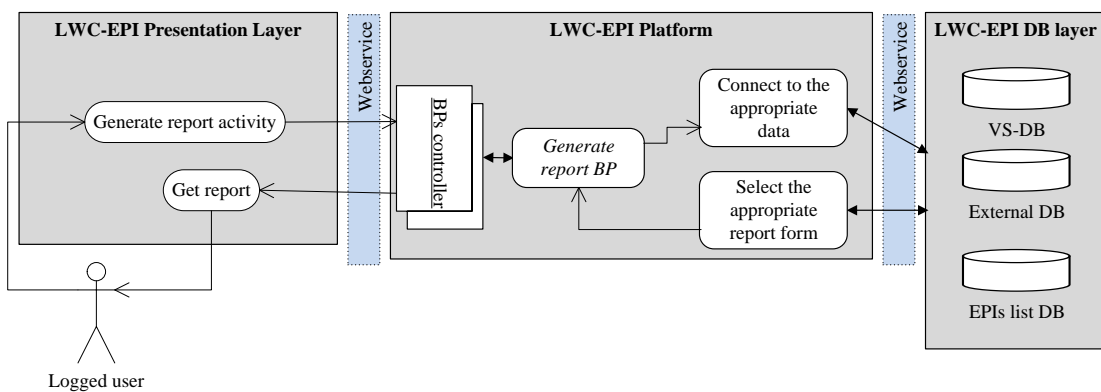 LWC-EPI Presentation Layer
Generate report activity
Get report
Logged user
Webservice
LWC-EPI Platform
BPs controller
Generate
report BP
Connect to the
appropriate
data
Select the
appropriate
report form
Webservice
LWC-EPI DB layer
VS-DB
External DB
EPIs list DB